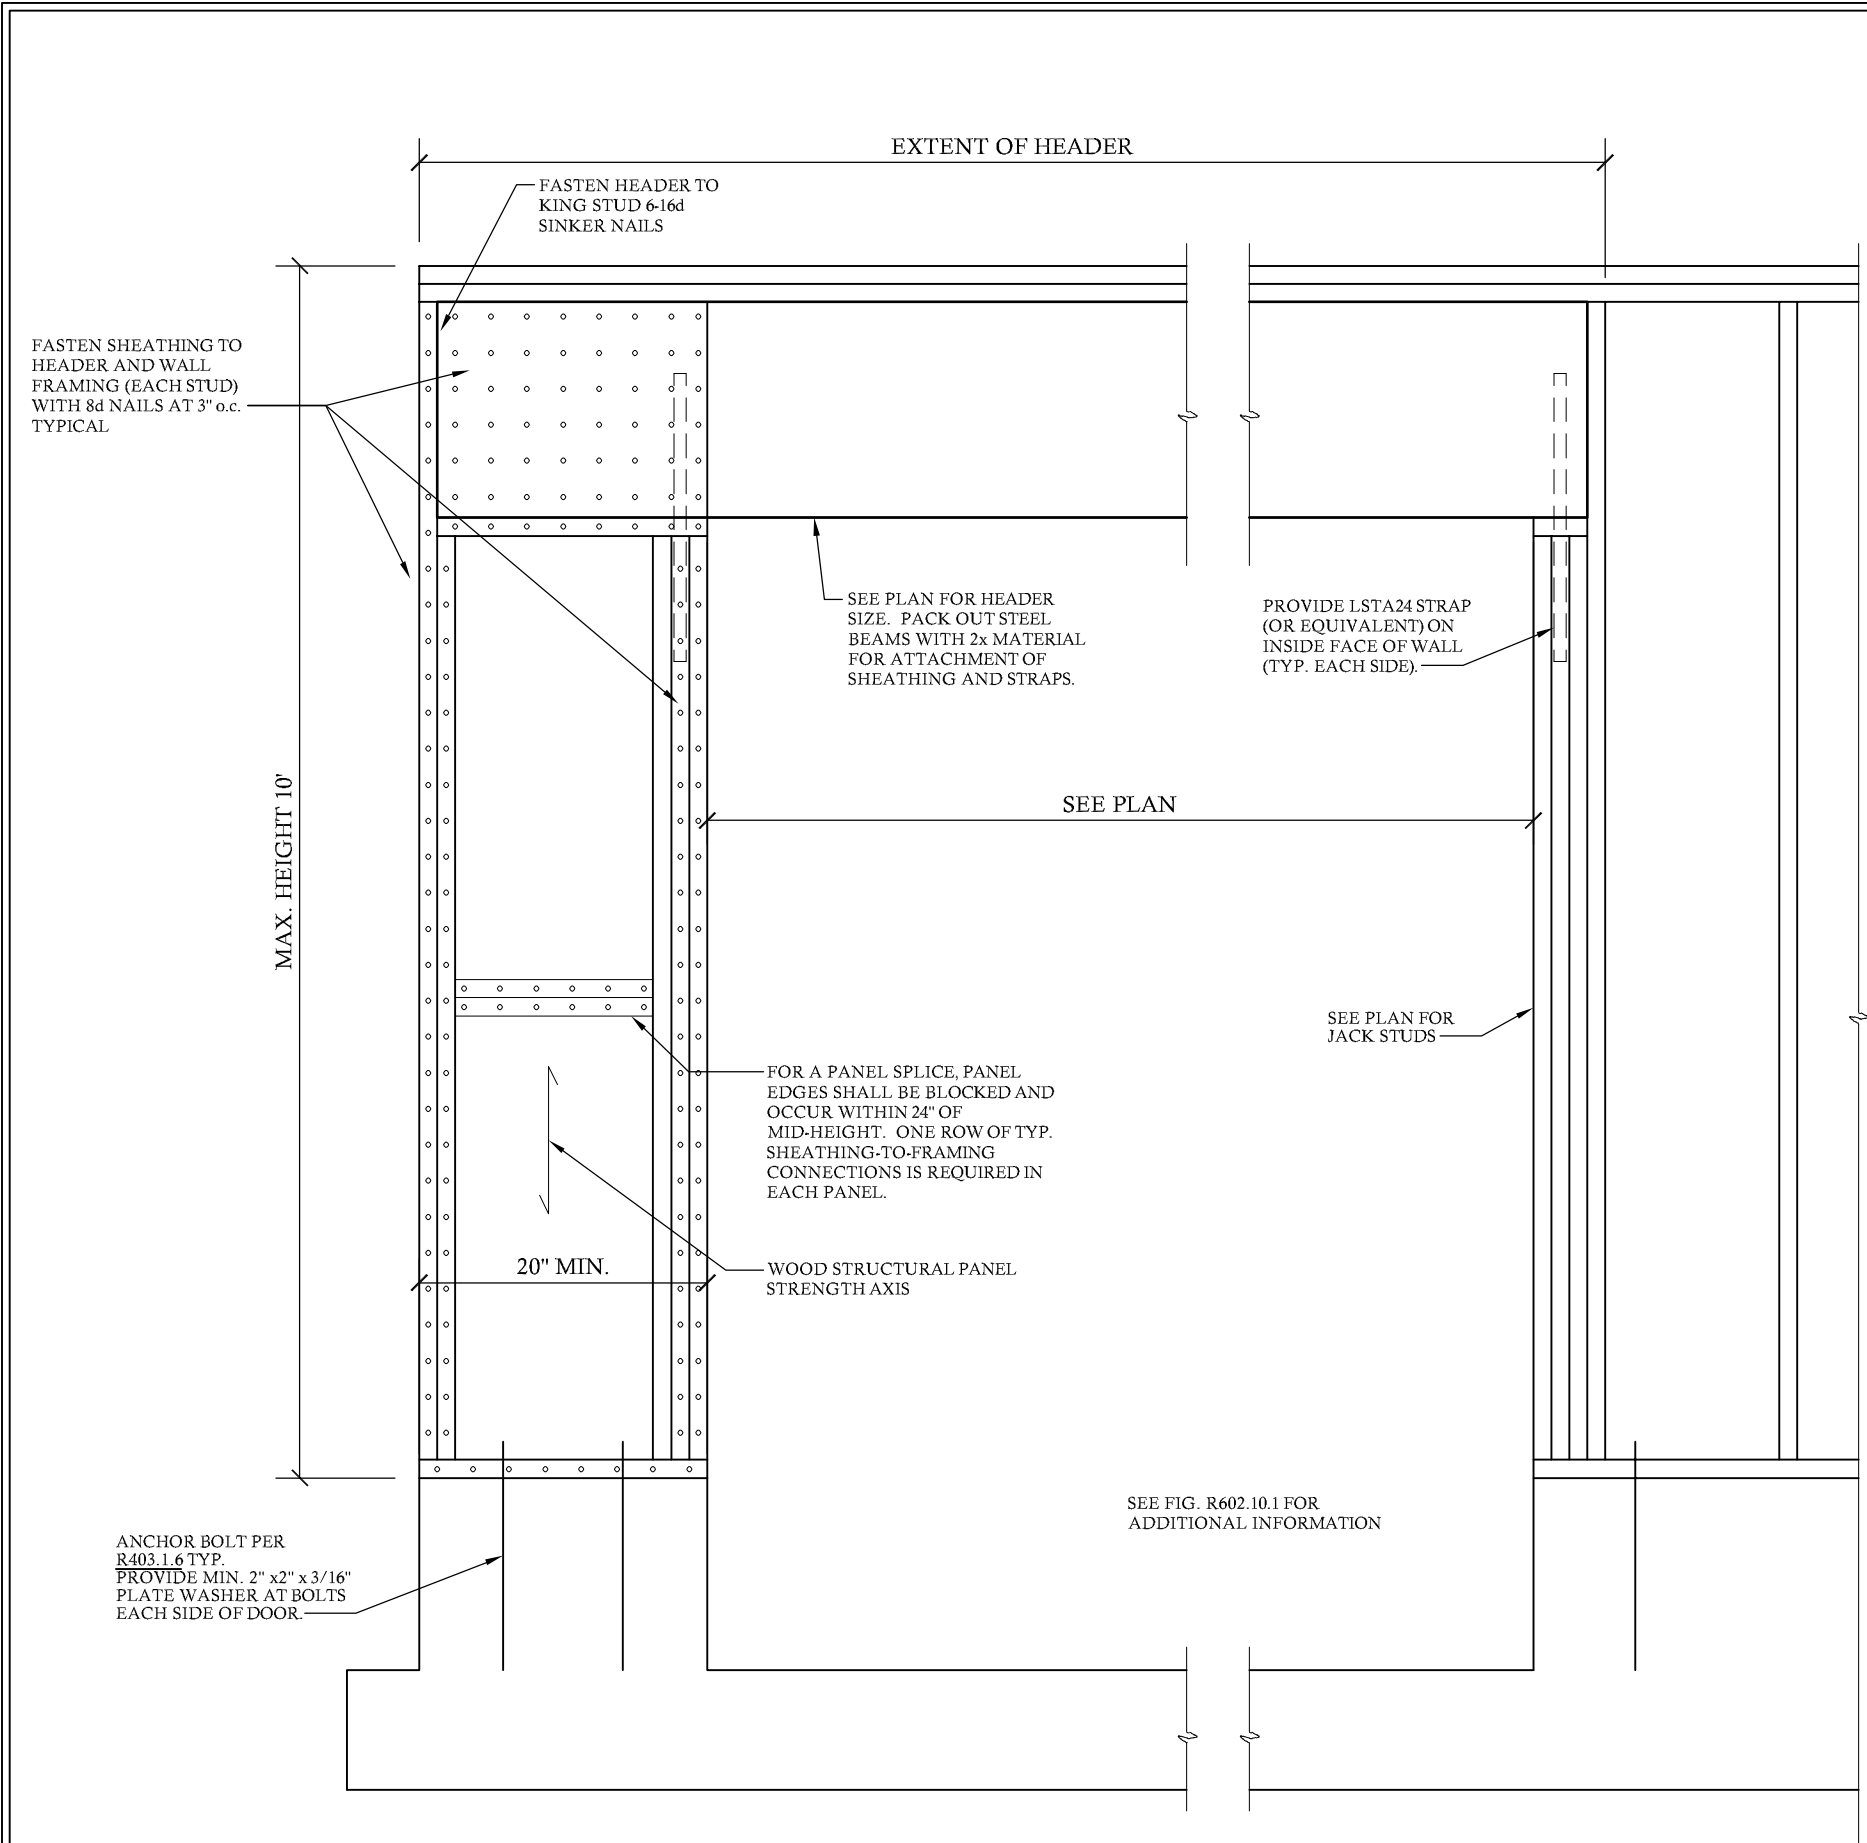 EXTENT OF HEADER
FASTEN HEADER TO
KING STUD 6-16d
SINKER NAILS
FASTEN SHEATHING TO
HEADER AND WALL
FRAMING (EACH STUD)
WITH 8d NAILS AT 3" o.c.
TYPICAL
SEE PLAN FOR HEADER
SIZE. PACK OUT STEEL
BEAMS WITH 2x MATERIAL
FOR ATTACHMENT OF
SHEATHING AND STRAPS.
PROVIDE LSTA24 STRAP
(OR EQUIVALENT) ON
INSIDE FACE OF WALL
(TYP. EACH SIDE).
MAX. HEIGHT 10'
SEE PLAN
SEE PLAN FOR
JACK STUDS
FOR A PANEL SPLICE, PANEL
EDGES SHALL BE BLOCKED AND
OCCUR WITHIN 24" OF
MID-HEIGHT. ONE ROW OF TYP.
SHEATHING-TO-FRAMING
CONNECTIONS IS REQUIRED IN
EACH PANEL.
20" MIN.
WOOD STRUCTURAL PANEL
STRENGTH AXIS
SEE FIG. R602.10.1 FOR
ADDITIONAL INFORMATION
ANCHOR BOLT PER
R403.1.6 TYP.
PROVIDE MIN. 2" x2" x 3/16"
PLATE WASHER AT BOLTS
EACH SIDE OF DOOR.